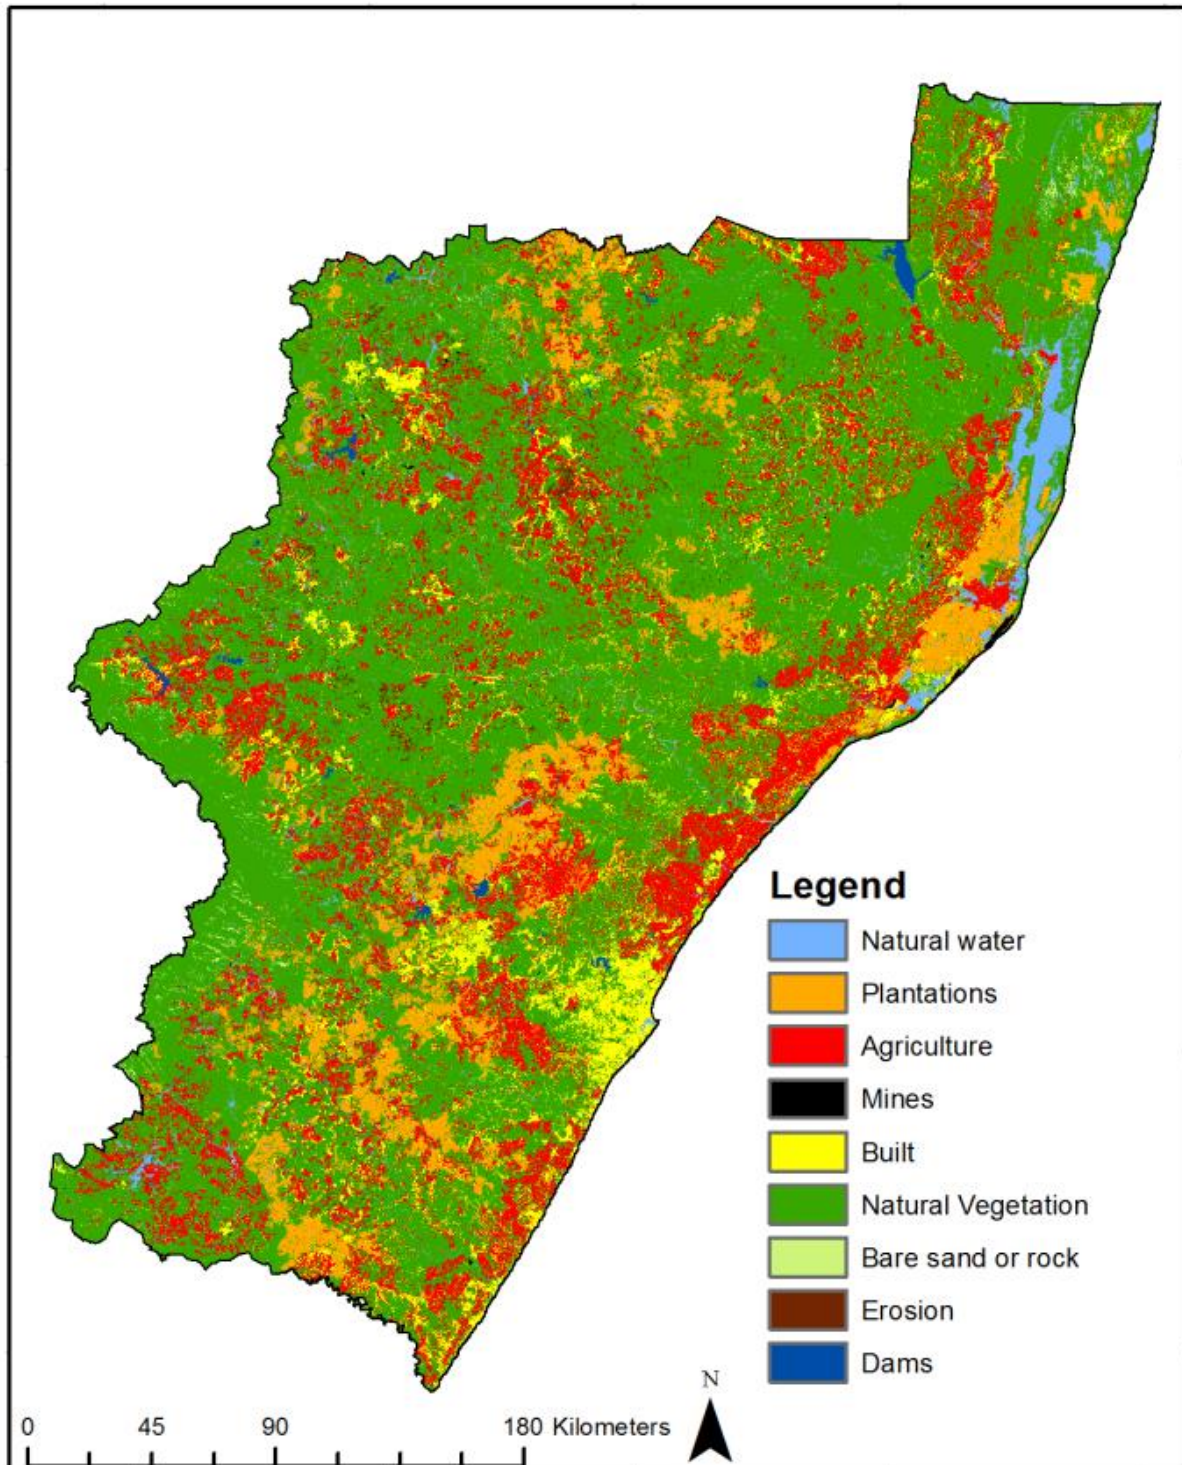 Legend
Natural water
Plantations
Agriculture
Mines
Built
Natural Vegetation
Bare sand or rock
Erosion
Dams
N
0 45 90 180 Kilometers